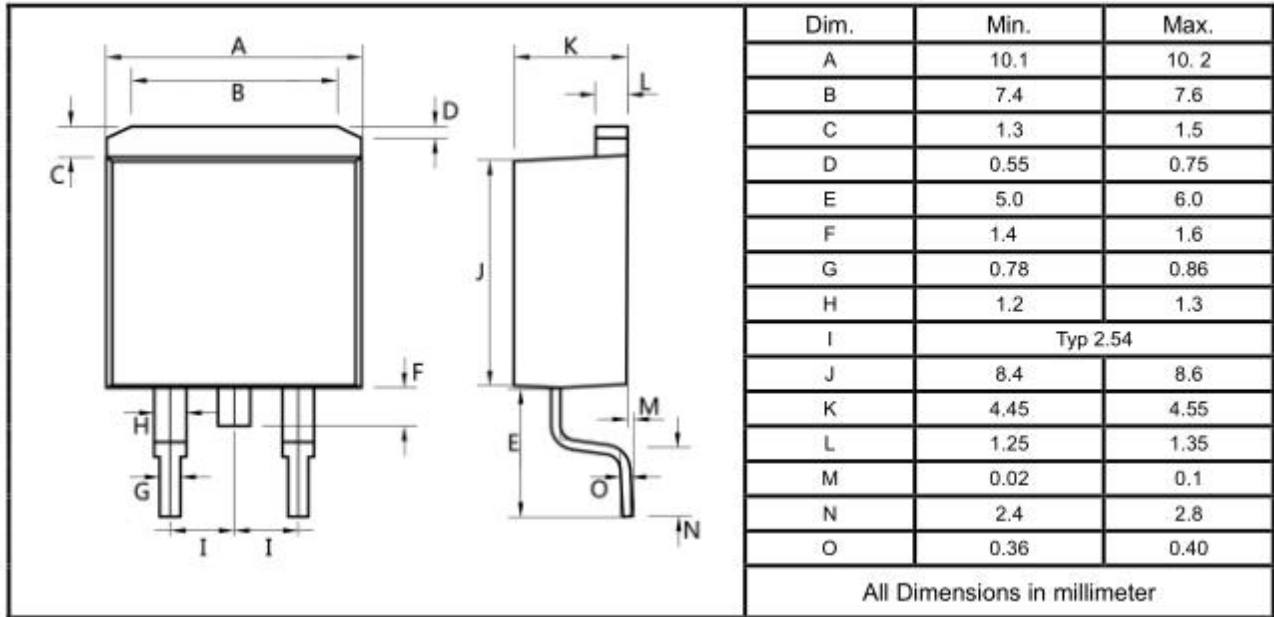 A
B
D
C
F
H
G
I I
K
L
J
M
E
O
N
Dim. Min. Max.
A 10.1 10. 2
B 7.4 7.6
C 1.3 1.5
D 0.55 0.75
E 5.0 6.0
F 1.4 1.6
G 0.78 0.86
H 1.2 1.3
I Typ 2.54
J 8.4 8.6
K 4.45 4.55
L 1.25 1.35
M 0.02 0.1
N 2.4 2.8
O 0.36 0.40
All Dimensions in millimeter